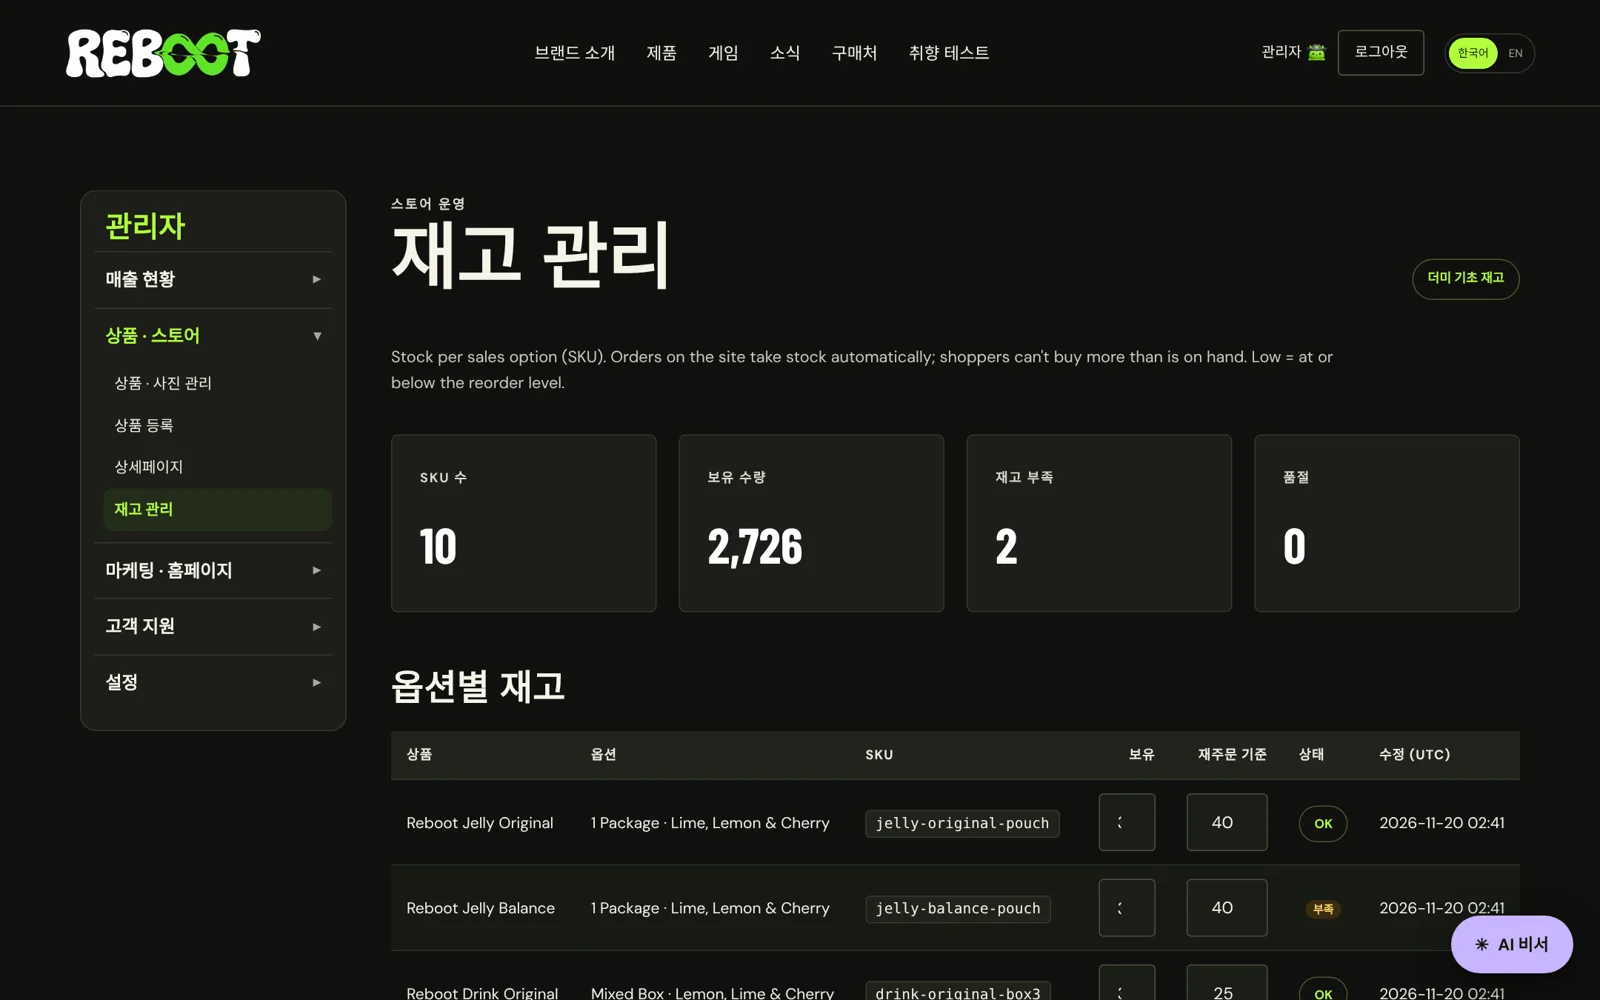 REBOOT
브랜드 소개
제품
게임
소식
구매처
취향 테스트
관리자
로그아웃
한국어
EN
관리자
매출 현황
상품 · 스토어
상품 · 사진 관리
상품 등록
상세페이지
재고 관리
마케팅 · 홈페이지
고객 지원
설정
스토어 운영
재고 관리
더미 기초 재고
Stock per sales option (SKU). Orders on the site take stock automatically; shoppers can't buy more than is on hand. Low = at or
below the reorder level.
SKU 수
10
보유 수량
2,726
재고 부족
2
품절
0
옵션별 재고
상품 옵션 SKU 보유 재주문 기준 상태 수정 (UTC)
Reboot Jelly Original 1 Package · Lime, Lemon & Cherry jelly-original-pouch 40 OK 2026-11-20 02:41
Reboot Jelly Balance 1 Package · Lime, Lemon & Cherry jelly-balance-pouch 40 부족 2026-11-20 02:41
Reboot Drink Original Mixed Box · Lemon, Lime & Cherry drink-original-box3 25 OK 2026-11-20 02:41
AI 비서